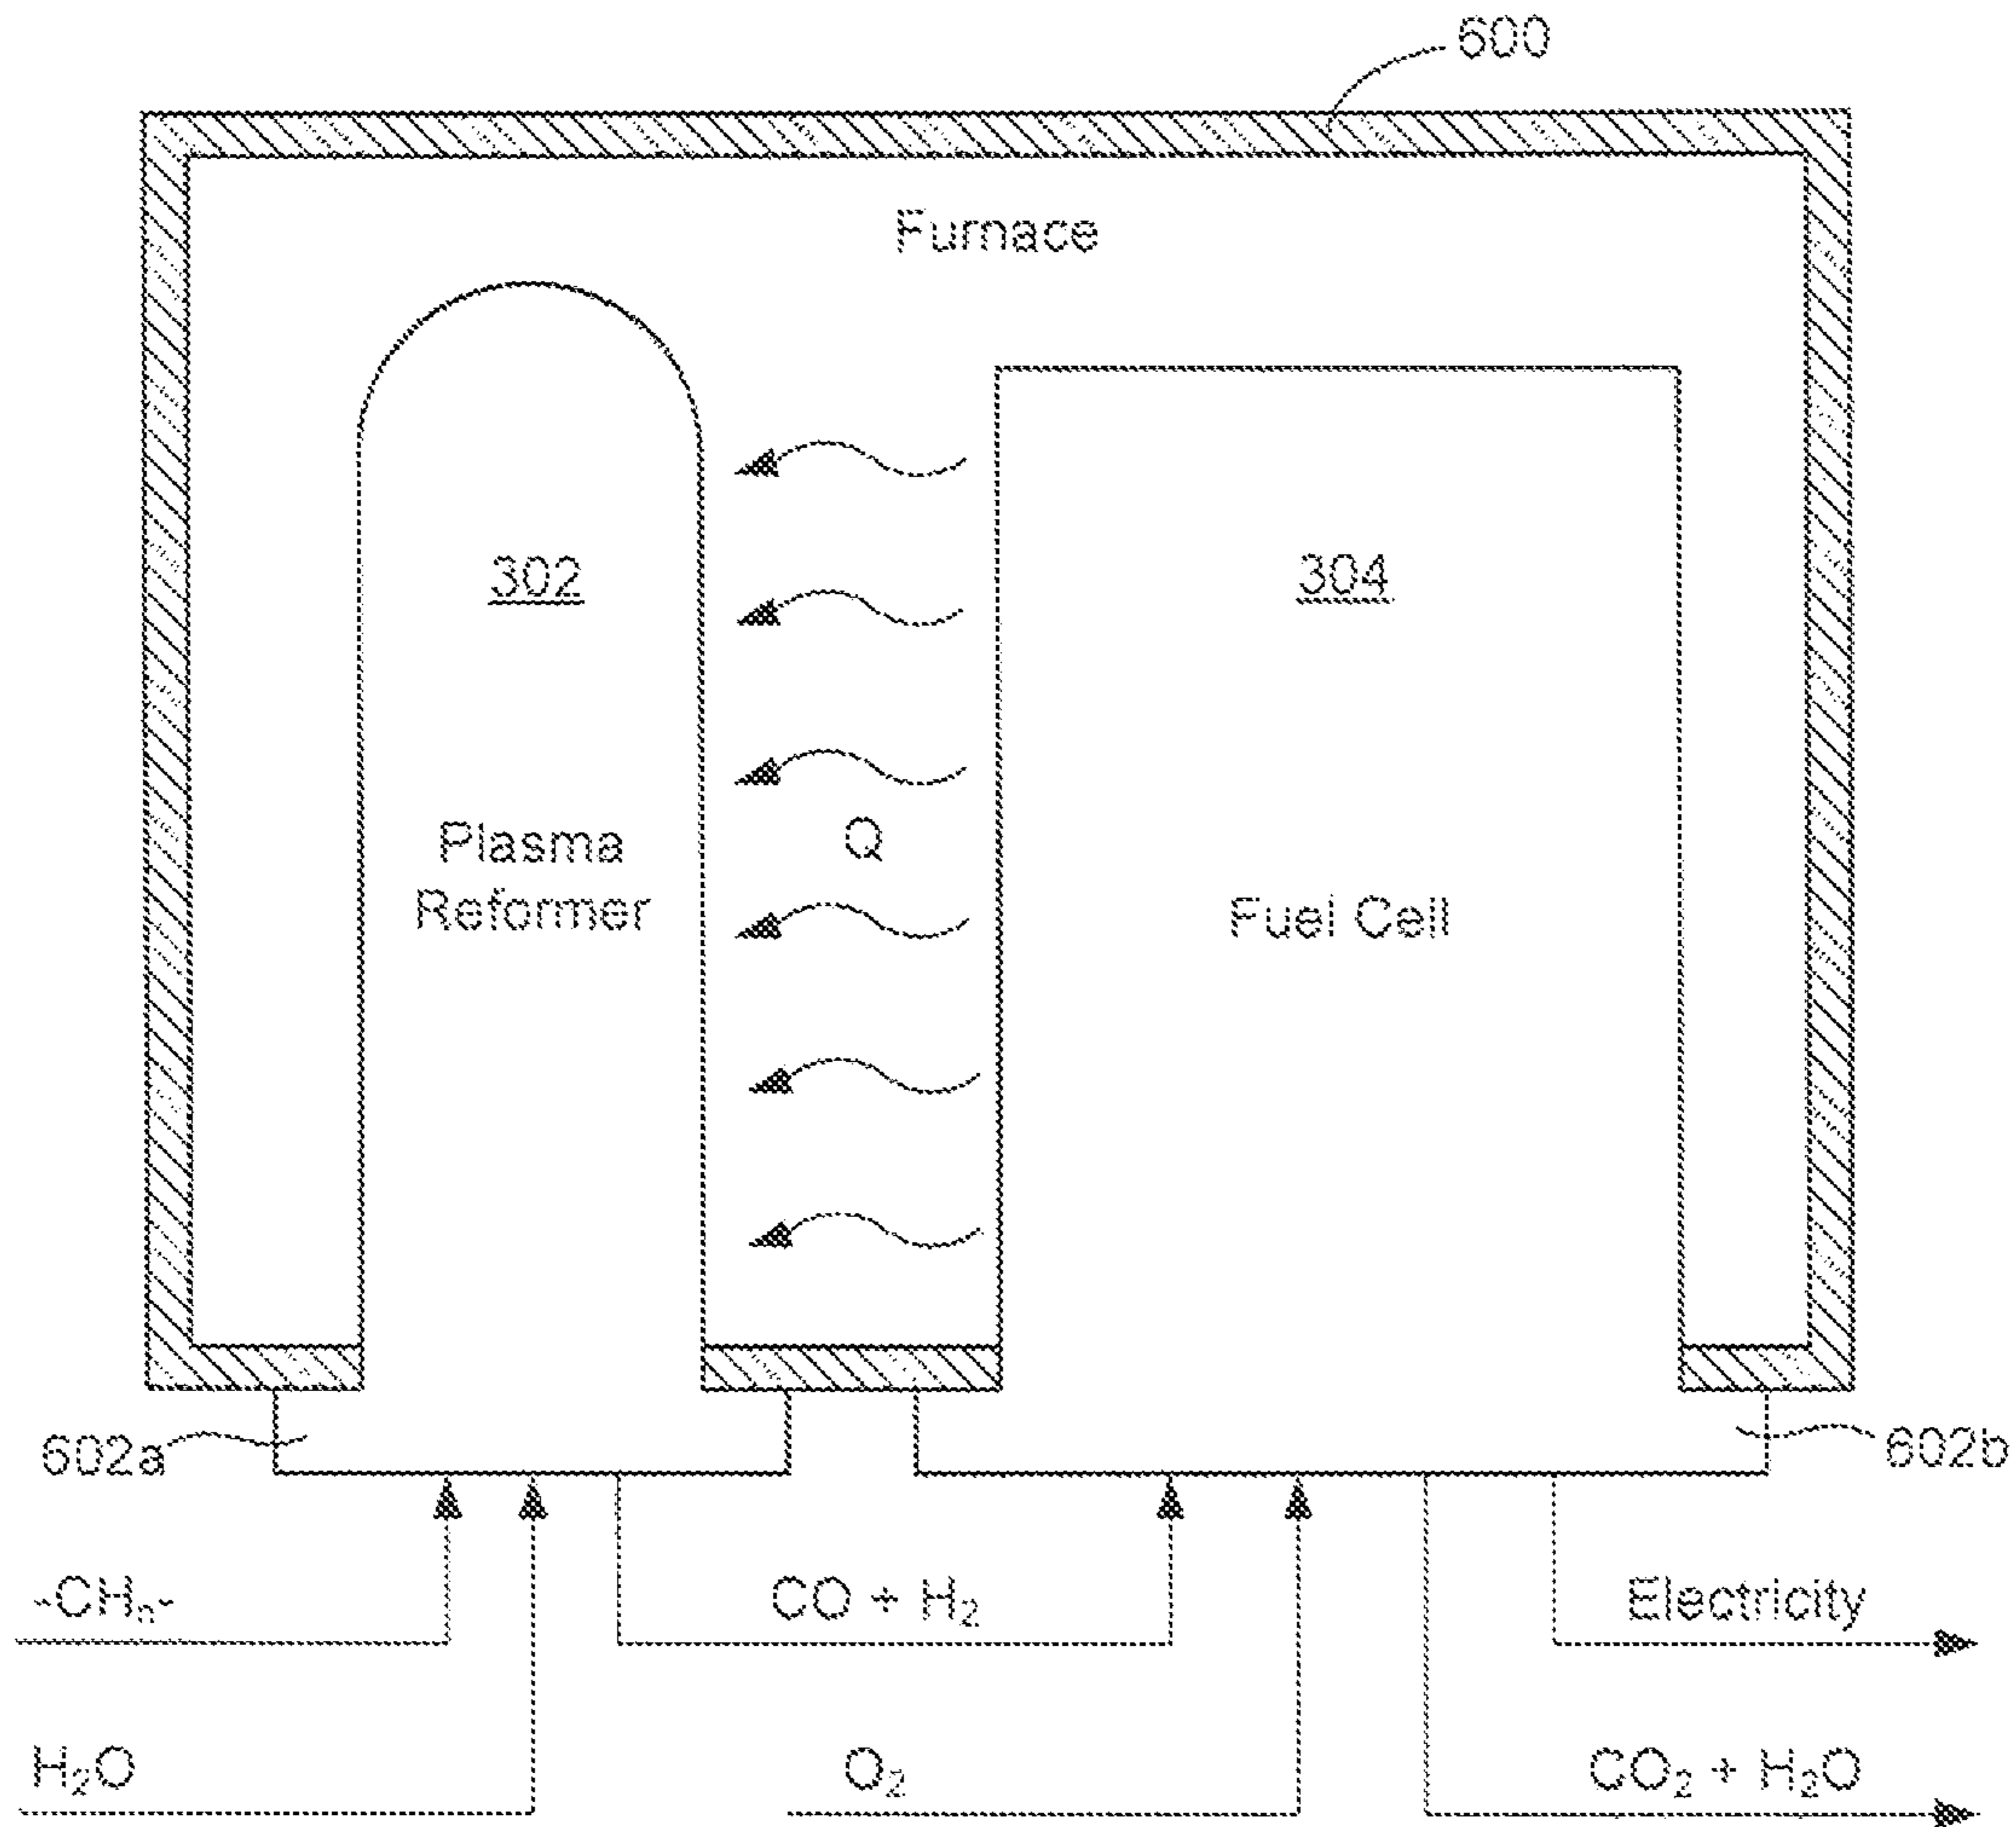 600
Furnace
302
304
Plasma
Reformer
Q
Fuel Cell
602a
602b
-CHₙ-
CO + H₂
Electricity
H₂O
O₂
CO₂ + H₂O